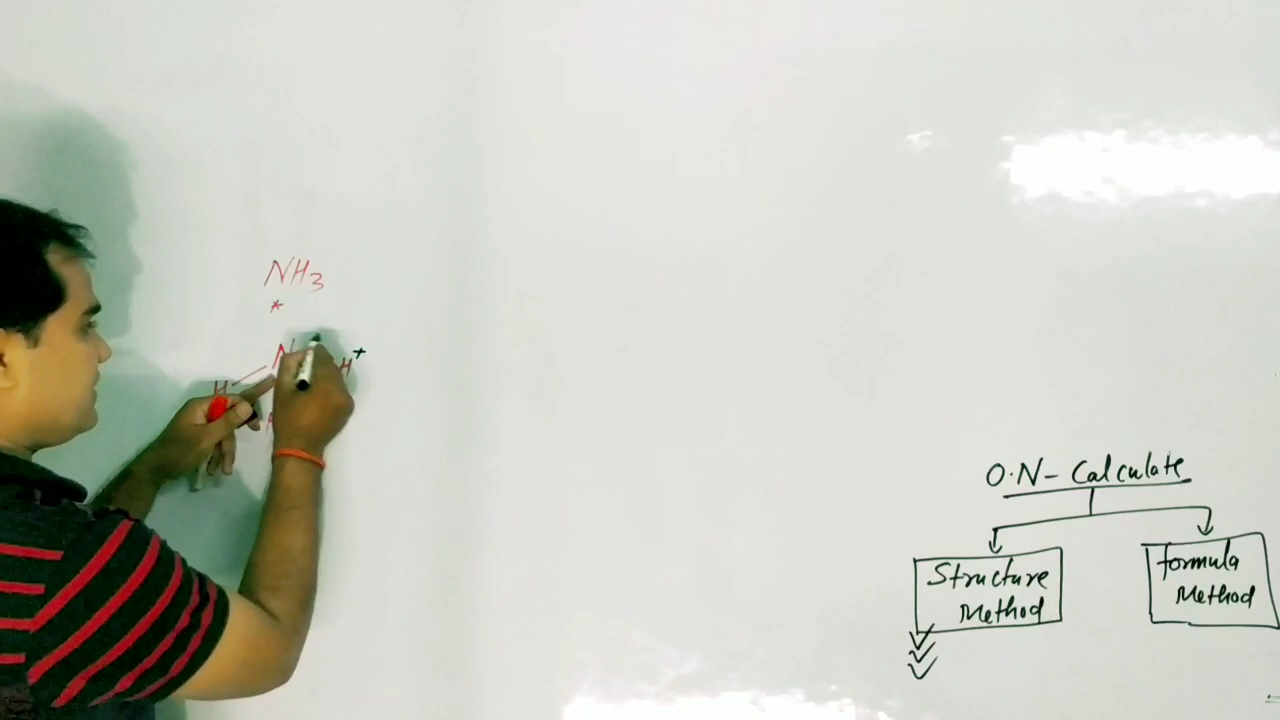 NH3
*
N H+
H
O.N- Calculate
Structure
Method
formula
Method